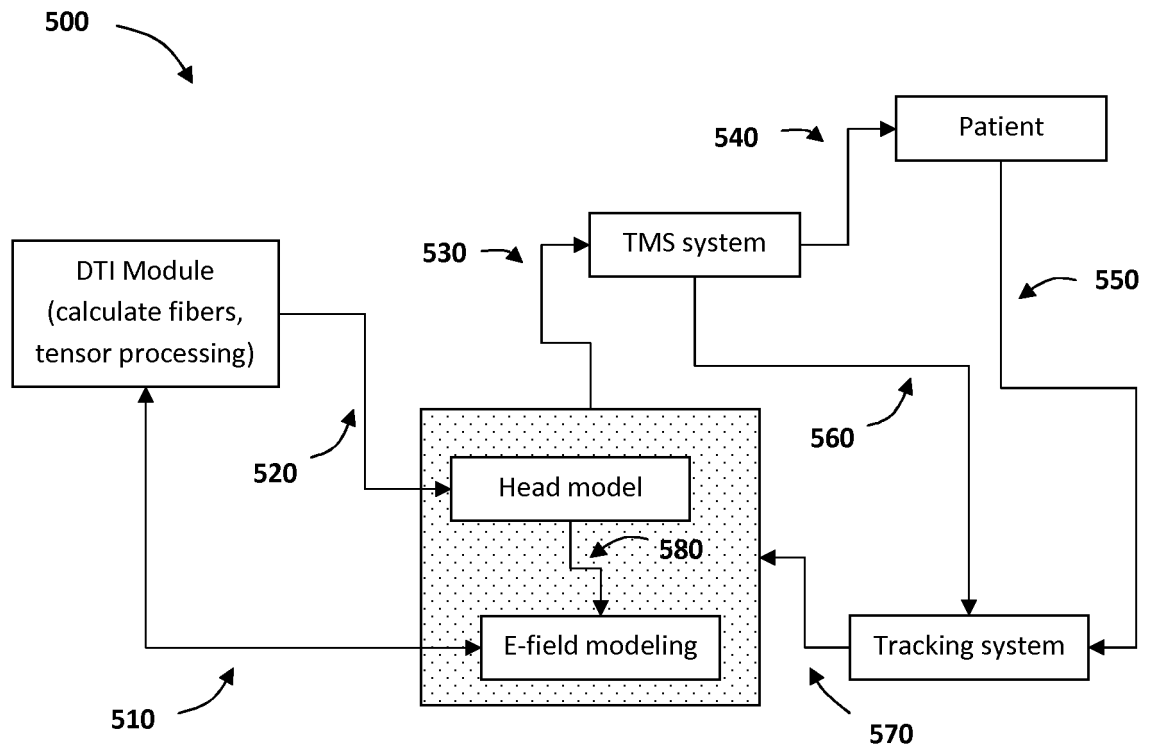 500
540
Patient
530
TMS system
550
DTI Module
(calculate fibers,
tensor processing)
560
520
Head model
580
E-field modeling
Tracking system
510
570